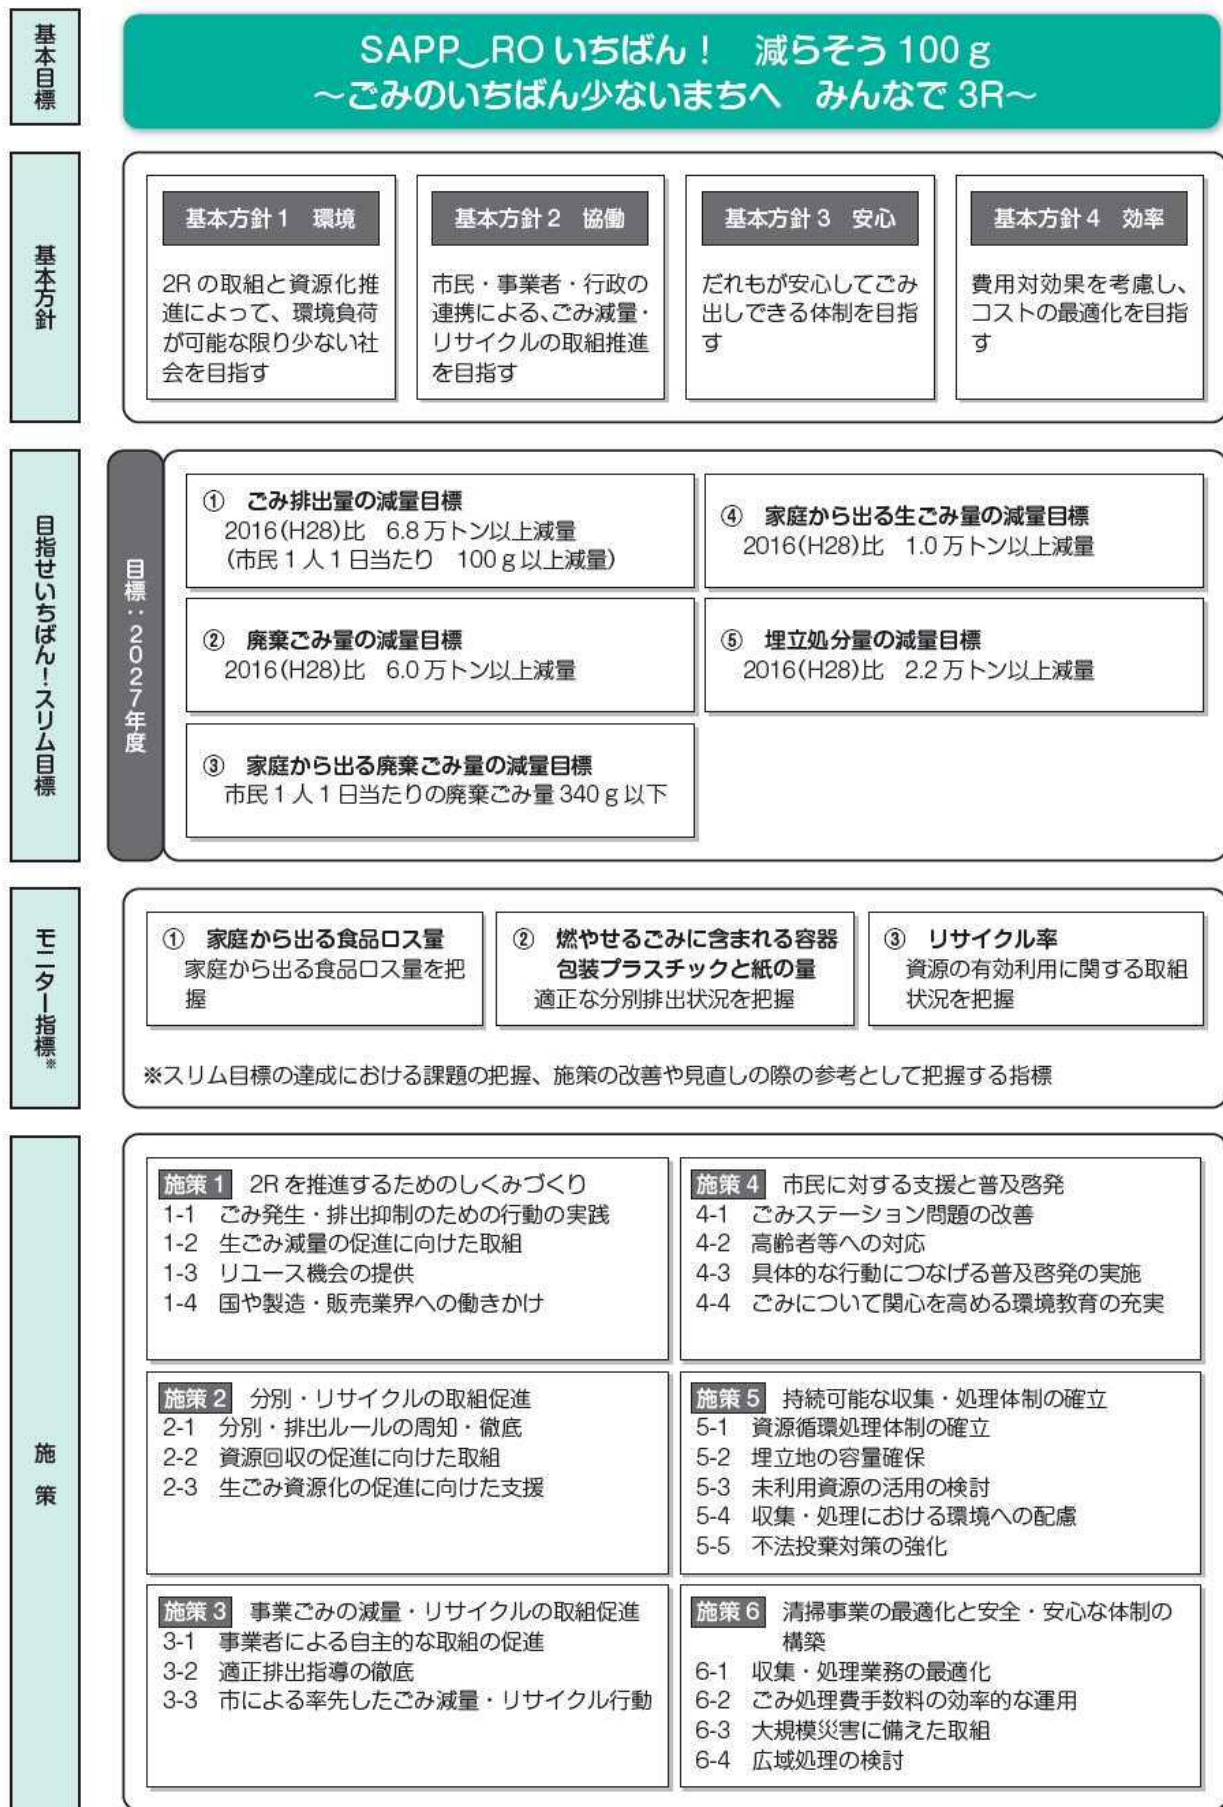 基本目標
SAPP‿RO いちばん！　減らそう 100 g
～ごみのいちばん少ないまちへ　みんなで 3R～
基本方針
基本方針 1　環境
2R の取組と資源化推
進によって、環境負荷
が可能な限り少ない社
会を目指す
基本方針 2　協働
市民・事業者・行政の
連携による、ごみ減量・
リサイクルの取組推進
を目指す
基本方針 3　安心
だれもが安心してごみ
出しできる体制を目指
す
基本方針 4　効率
費用対効果を考慮し、
コストの最適化を目指
す
目指せいちばん！スリム目標
目標：2027年度
① ごみ排出量の減量目標
2016(H28)比　6.8 万トン以上減量
（市民 1 人 1 日当たり　100 g 以上減量）
② 廃棄ごみ量の減量目標
2016(H28)比　6.0 万トン以上減量
③ 家庭から出る廃棄ごみ量の減量目標
市民 1 人 1 日当たりの廃棄ごみ量 340 g 以下
④ 家庭から出る生ごみ量の減量目標
2016(H28)比　1.0 万トン以上減量
⑤ 埋立処分量の減量目標
2016(H28)比　2.2 万トン以上減量
モニター指標※
① 家庭から出る食品ロス量
家庭から出る食品ロス量を把
握
② 燃やせるごみに含まれる容器
包装プラスチックと紙の量
適正な分別排出状況を把握
③ リサイクル率
資源の有効利用に関する取組
状況を把握
※スリム目標の達成における課題の把握、施策の改善や見直しの際の参考として把握する指標
施策
施策 1　2R を推進するためのしくみづくり
1-1　ごみ発生・排出抑制のための行動の実践
1-2　生ごみ減量の促進に向けた取組
1-3　リユース機会の提供
1-4　国や製造・販売業界への働きかけ
施策 2　分別・リサイクルの取組促進
2-1　分別・排出ルールの周知・徹底
2-2　資源回収の促進に向けた取組
2-3　生ごみ資源化の促進に向けた支援
施策 3　事業ごみの減量・リサイクルの取組促進
3-1　事業者による自主的な取組の促進
3-2　適正排出指導の徹底
3-3　市による率先したごみ減量・リサイクル行動
施策 4　市民に対する支援と普及啓発
4-1　ごみステーション問題の改善
4-2　高齢者等への対応
4-3　具体的な行動につなげる普及啓発の実施
4-4　ごみについて関心を高める環境教育の充実
施策 5　持続可能な収集・処理体制の確立
5-1　資源循環処理体制の確立
5-2　埋立地の容量確保
5-3　未利用資源の活用の検討
5-4　収集・処理における環境への配慮
5-5　不法投棄対策の強化
施策 6　清掃事業の最適化と安全・安心な体制の
構築
6-1　収集・処理業務の最適化
6-2　ごみ処理費手数料の効率的な運用
6-3　大規模災害に備えた取組
6-4　広域処理の検討